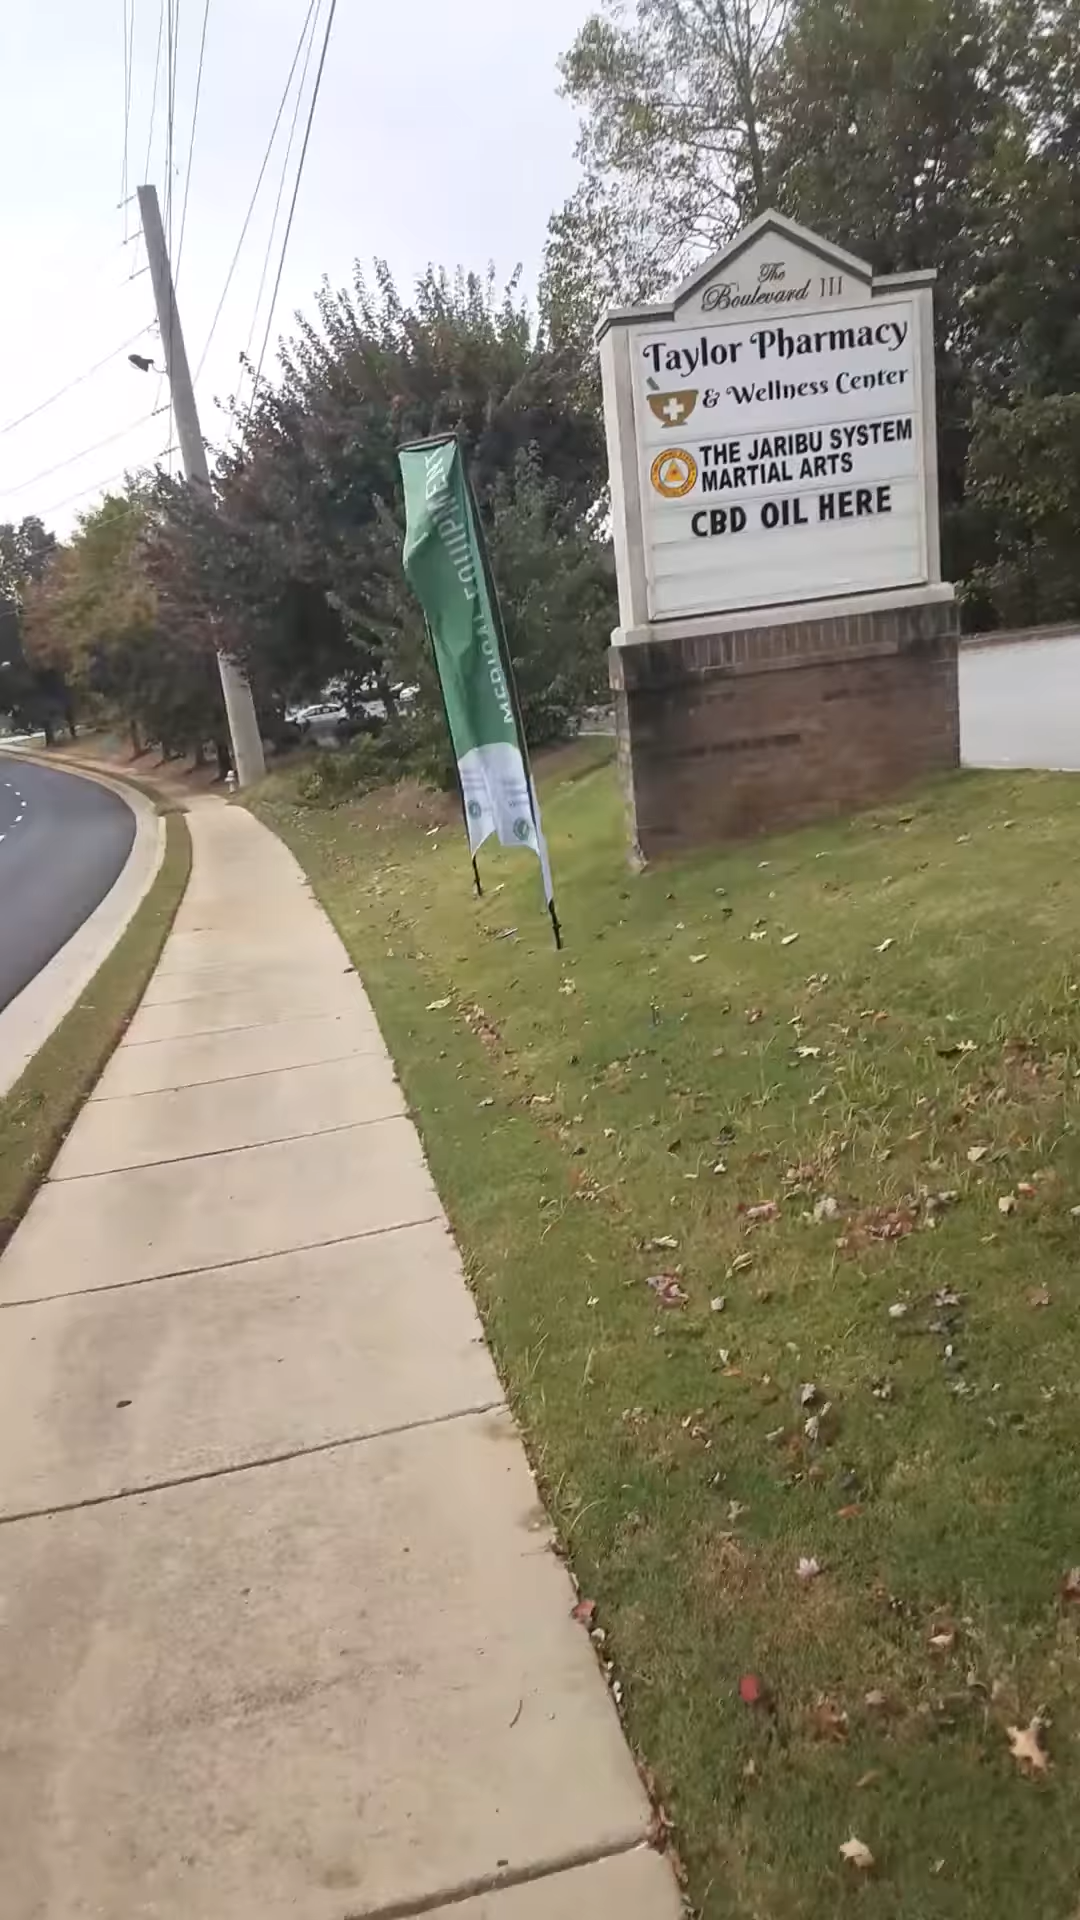 The
Boulevard III
Taylor Pharmacy
& Wellness Center
THE JARIBU SYSTEM
MARTIAL ARTS
CBD OIL HERE
MEDICAL EQUIPMENT